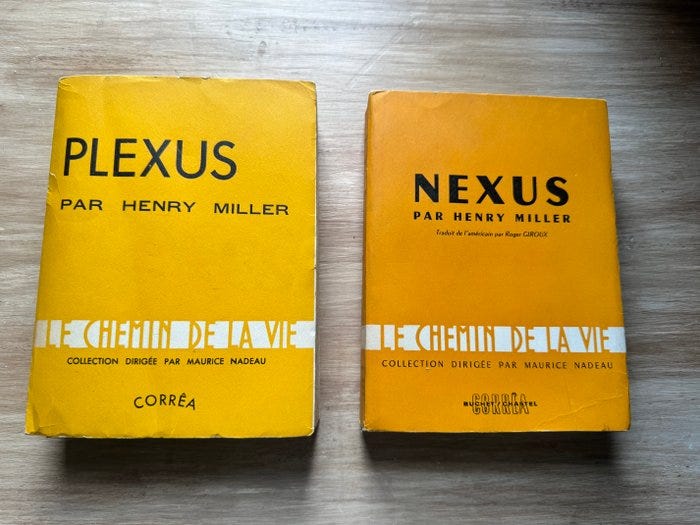 PLEXUS
PAR HENRY MILLER
LE CHEMIN DE LA VIE
COLLECTION DIRIGÉE PAR MAURICE NADEAU
CORRÊA
NEXUS
PAR HENRY MILLER
Traduit de l'américain par Roger GIROUX
LE CHEMIN DE LA VIE
COLLECTION DIRIGÉE PAR MAURICE NADEAU
CORRÊA
BUCHET/CHASTEL